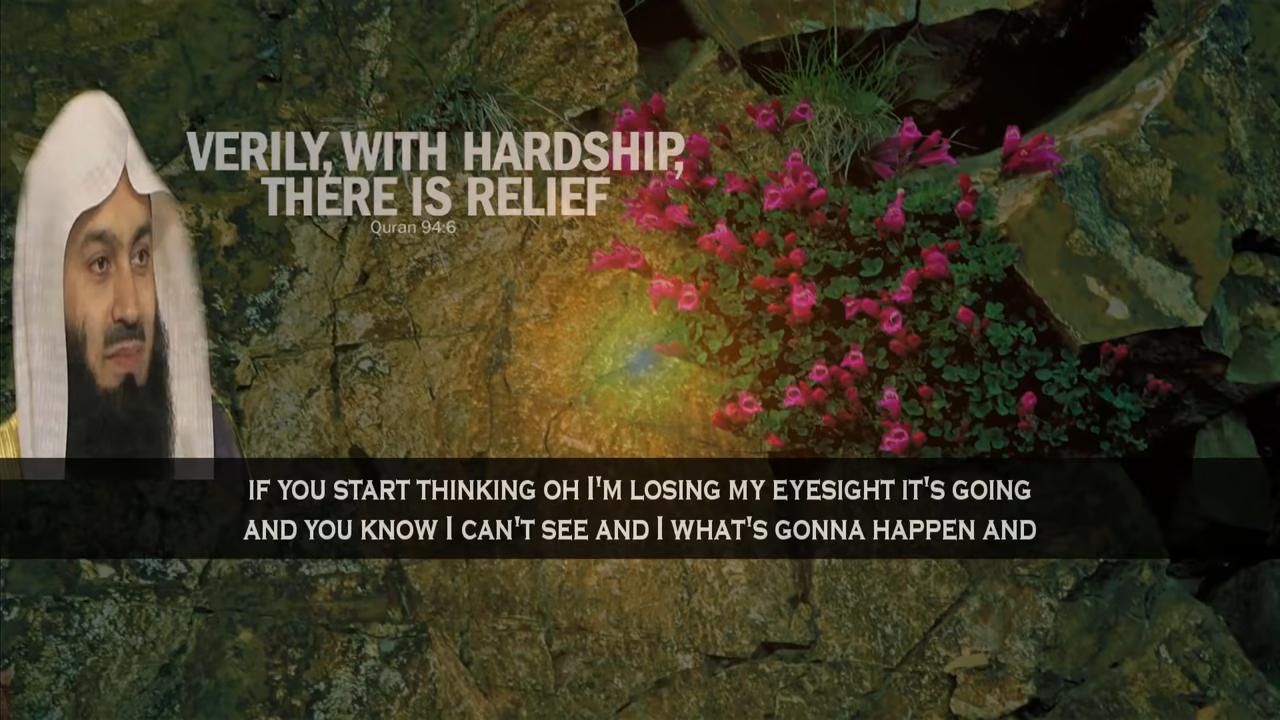 VERILY, WITH HARDSHIP,
THERE IS RELIEF
Quran 94:6
IF YOU START THINKING OH I'M LOSING MY EYESIGHT IT'S GOING
AND YOU KNOW I CAN'T SEE AND I WHAT'S GONNA HAPPEN AND